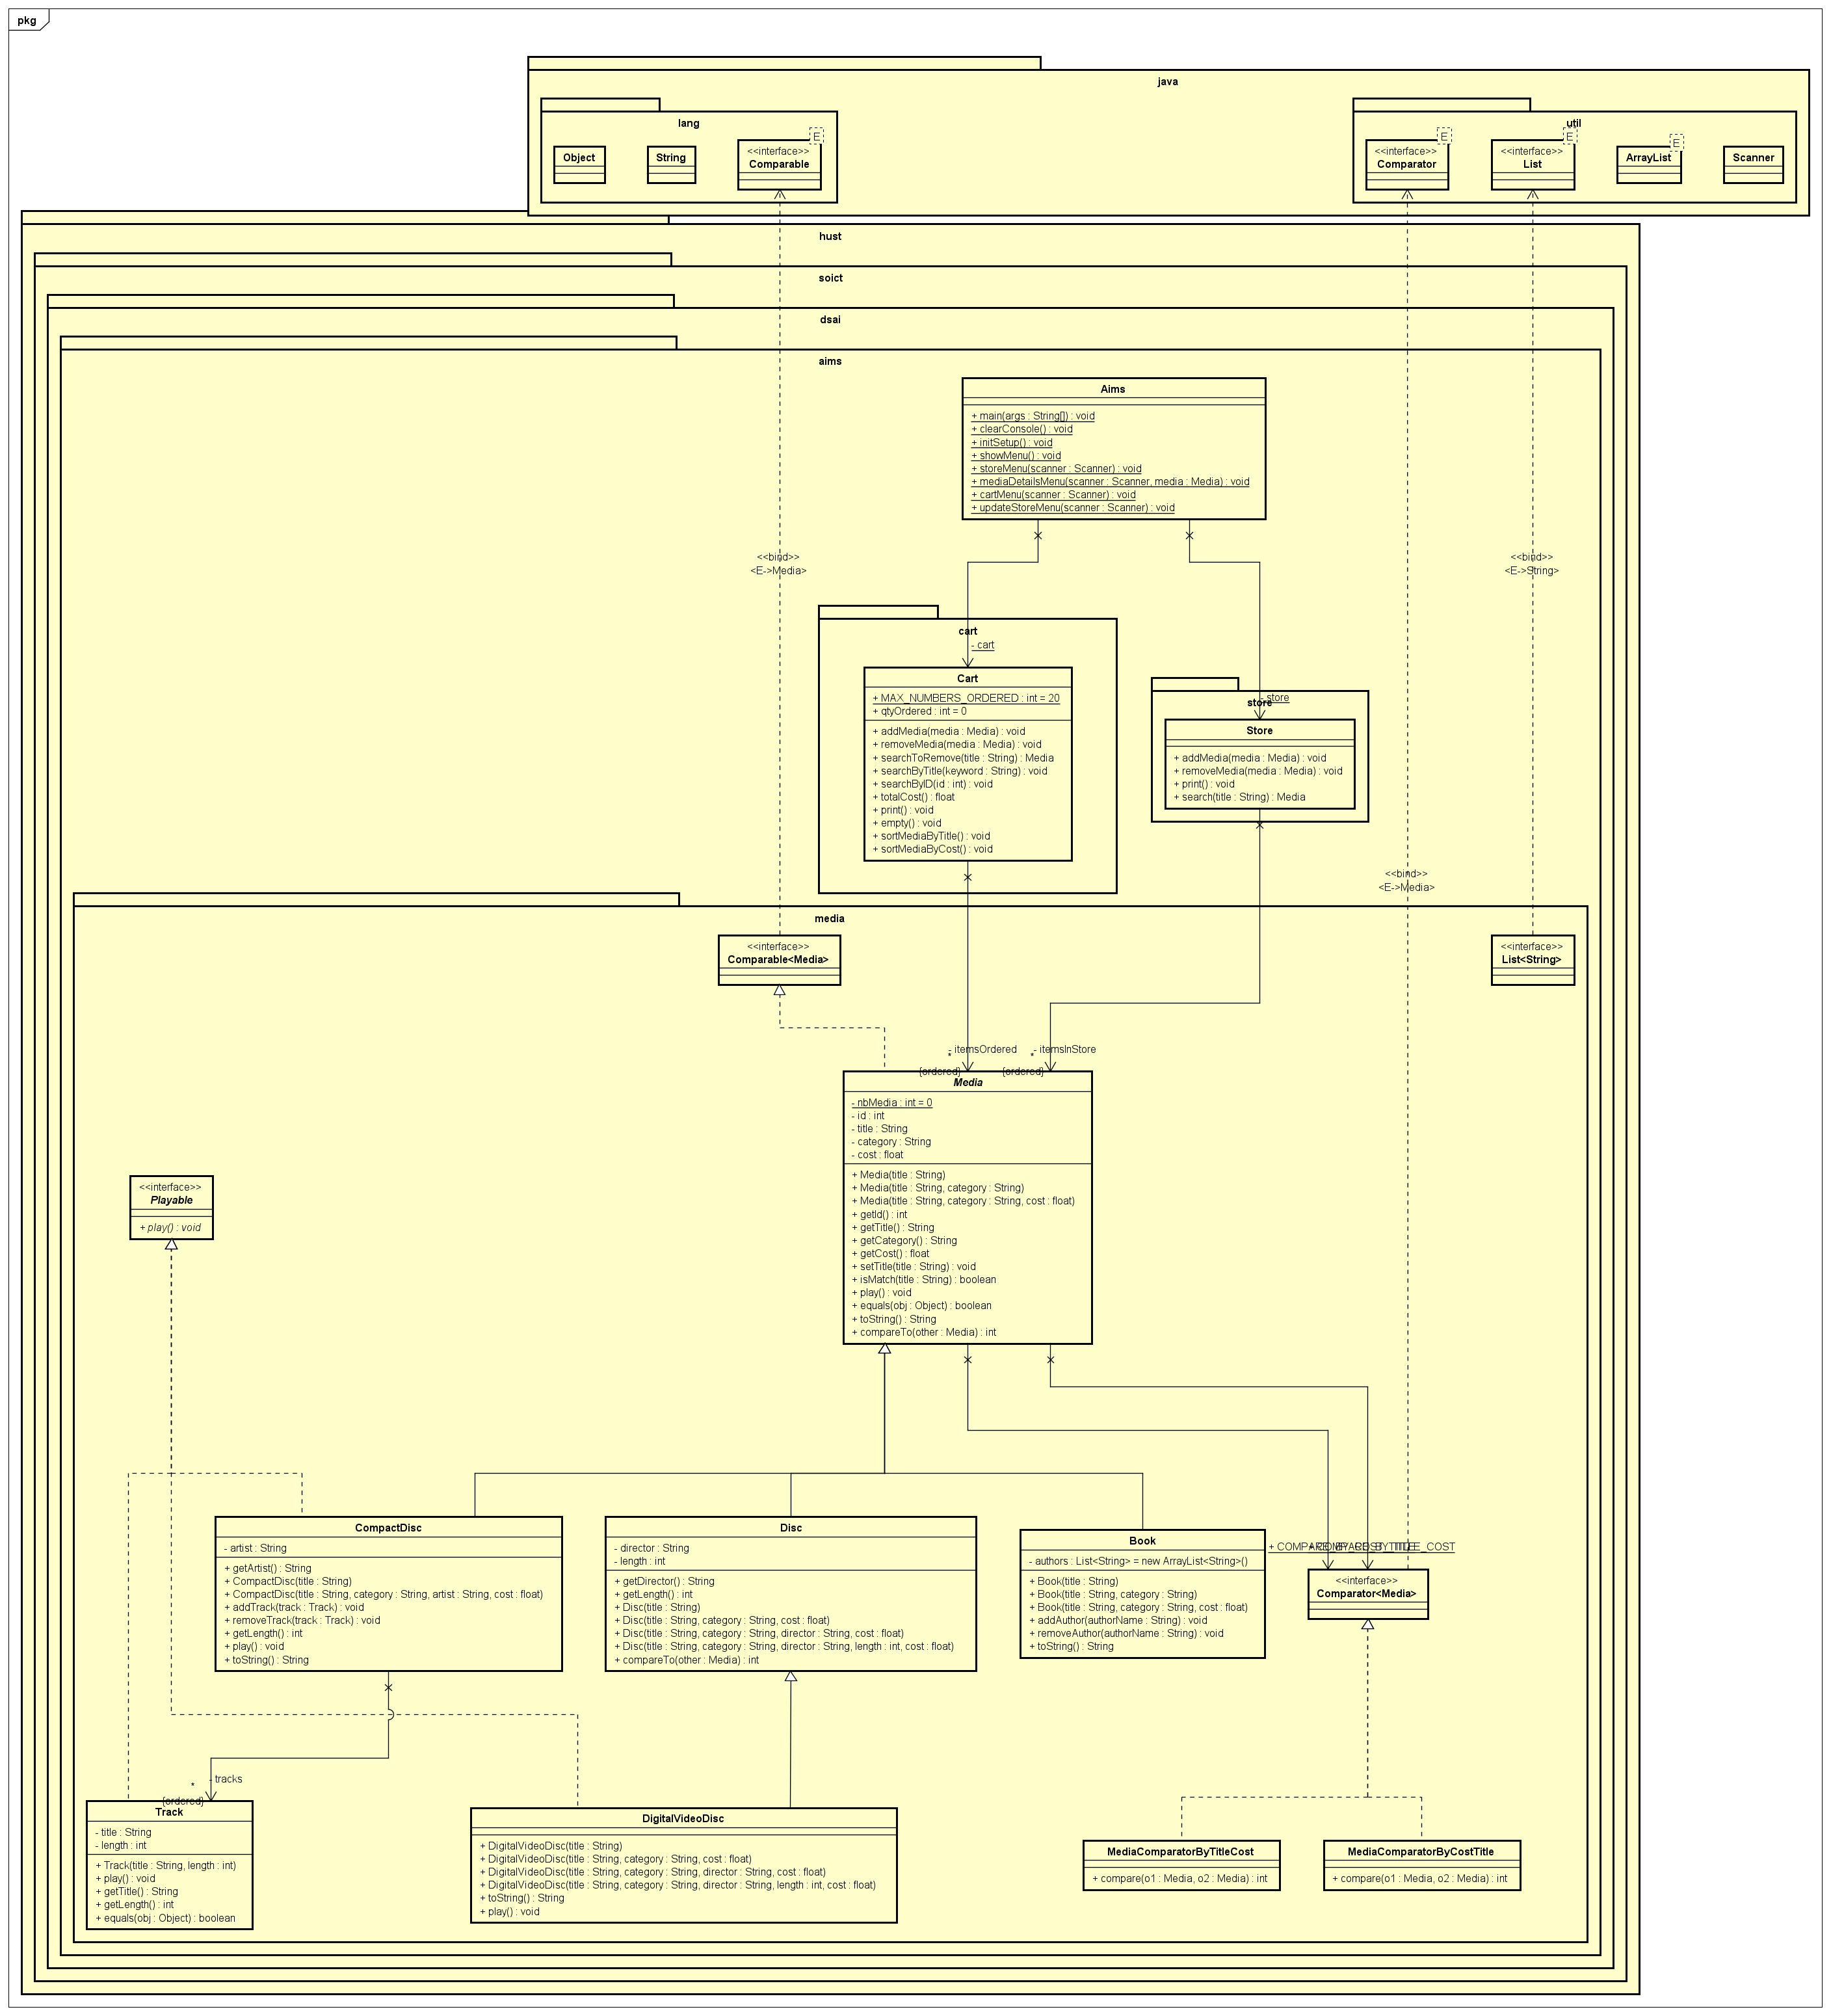 pkg
java
lang
util
Object
String
E
<<interface>>
Comparable
E
<<interface>>
Comparator
E
<<interface>>
List
E
ArrayList
Scanner
hust
soict
dsai
aims
Aims
+ main(args : String[]) : void
+ clearConsole() : void
+ initSetup() : void
+ showMenu() : void
+ storeMenu(scanner : Scanner) : void
+ mediaDetailsMenu(scanner : Scanner, media : Media) : void
+ cartMenu(scanner : Scanner) : void
+ updateStoreMenu(scanner : Scanner) : void
<<bind>>
<E->Media>
<<bind>>
<E->String>
cart
- cart
Cart
+ MAX_NUMBERS_ORDERED : int = 20
+ qtyOrdered : int = 0
+ addMedia(media : Media) : void
+ removeMedia(media : Media) : void
+ searchToRemove(title : String) : Media
+ searchByTitle(keyword : String) : void
+ searchByID(id : int) : void
+ totalCost() : float
+ print() : void
+ empty() : void
+ sortMediaByTitle() : void
+ sortMediaByCost() : void
- store
store
Store
+ addMedia(media : Media) : void
+ removeMedia(media : Media) : void
+ print() : void
+ search(title : String) : Media
<<bind>>
<E->Media>
media
<<interface>>
Comparable<Media>
<<interface>>
List<String>
- itemsOrdered
*
{ordered}
- itemsInStore
*
{ordered}
Media
- nbMedia : int = 0
- id : int
- title : String
- category : String
- cost : float
+ Media(title : String)
+ Media(title : String, category : String)
+ Media(title : String, category : String, cost : float)
+ getId() : int
+ getTitle() : String
+ getCategory() : String
+ getCost() : float
+ setTitle(title : String) : void
+ isMatch(title : String) : boolean
+ play() : void
+ equals(obj : Object) : boolean
+ toString() : String
+ compareTo(other : Media) : int
<<interface>>
Playable
+ play() : void
CompactDisc
- artist : String
+ getArtist() : String
+ CompactDisc(title : String)
+ CompactDisc(title : String, category : String, artist : String, cost : float)
+ addTrack(track : Track) : void
+ removeTrack(track : Track) : void
+ getLength() : int
+ play() : void
+ toString() : String
Disc
- director : String
- length : int
+ getDirector() : String
+ getLength() : int
+ Disc(title : String)
+ Disc(title : String, category : String, cost : float)
+ Disc(title : String, category : String, director : String, cost : float)
+ Disc(title : String, category : String, director : String, length : int, cost : float)
+ compareTo(other : Media) : int
Book
- authors : List<String> = new ArrayList<String>()
+ Book(title : String)
+ Book(title : String, category : String)
+ Book(title : String, category : String, cost : float)
+ addAuthor(authorName : String) : void
+ removeAuthor(authorName : String) : void
+ toString() : String
<<interface>>
Comparator<Media>
- tracks
*
{ordered}
Track
- title : String
- length : int
+ Track(title : String, length : int)
+ play() : void
+ getTitle() : String
+ getLength() : int
+ equals(obj : Object) : boolean
DigitalVideoDisc
+ DigitalVideoDisc(title : String)
+ DigitalVideoDisc(title : String, category : String, cost : float)
+ DigitalVideoDisc(title : String, category : String, director : String, cost : float)
+ DigitalVideoDisc(title : String, category : String, director : String, length : int, cost : float)
+ toString() : String
+ play() : void
MediaComparatorByTitleCost
+ compare(o1 : Media, o2 : Media) : int
MediaComparatorByCostTitle
+ compare(o1 : Media, o2 : Media) : int